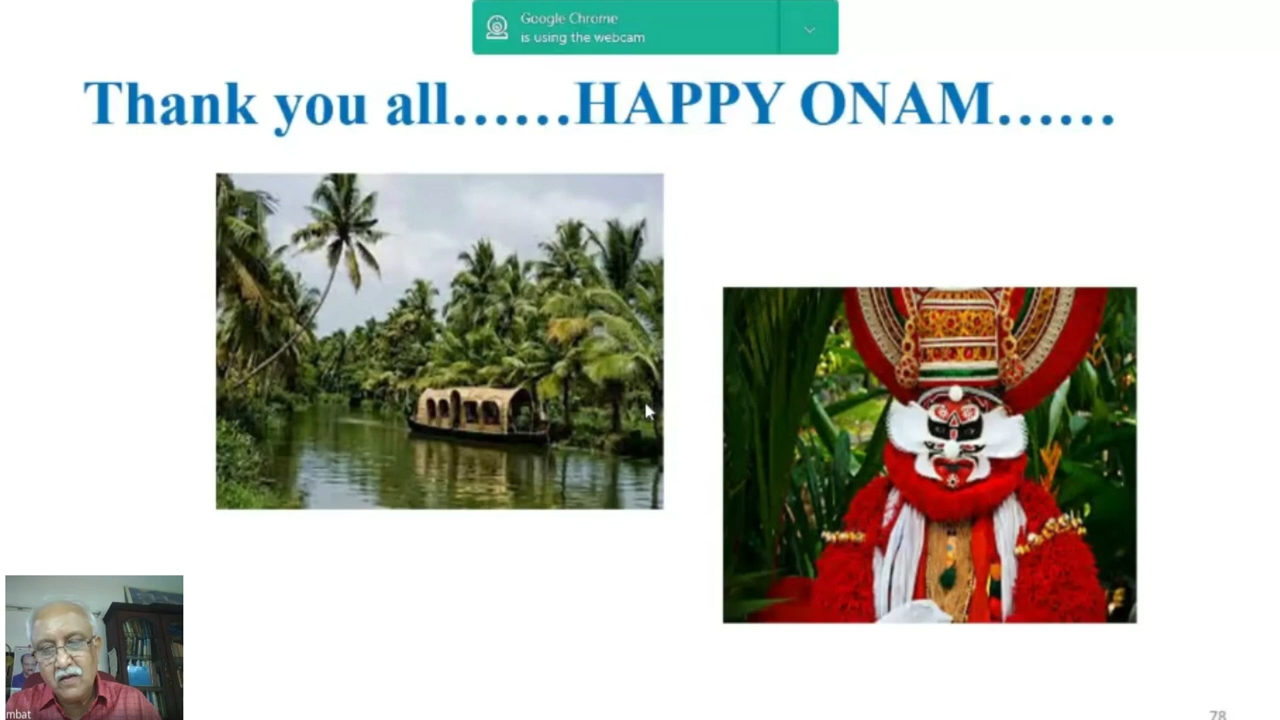 Google Chrome
is using the webcam
Thank you all......HAPPY ONAM......
mbat
78